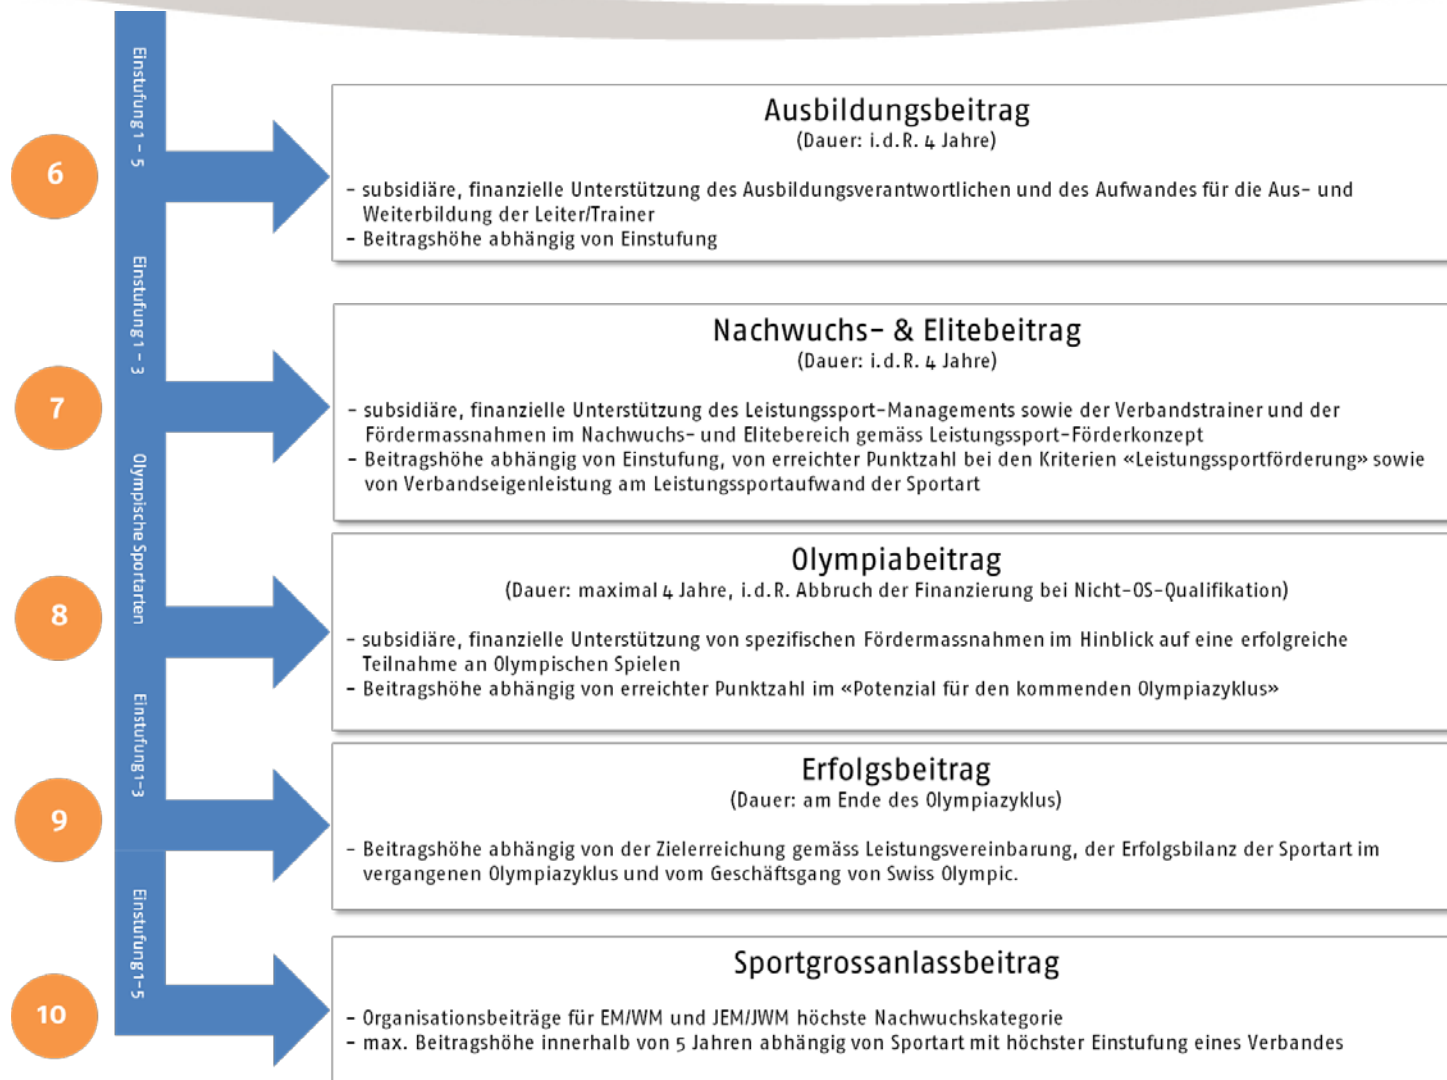 Einstufung 1 – 5
6
Ausbildungsbeitrag
(Dauer: i.d.R. 4 Jahre)
– subsidiäre, finanzielle Unterstützung des Ausbildungsverantwortlichen und des Aufwandes für die Aus- und
Weiterbildung der Leiter/Trainer
– Beitragshöhe abhängig von Einstufung
Einstufung 1 – 3
7
Nachwuchs- & Elitebeitrag
(Dauer: i.d.R. 4 Jahre)
– subsidiäre, finanzielle Unterstützung des Leistungssport-Managements sowie der Verbandstrainer und der
Fördermassnahmen im Nachwuchs- und Elitebereich gemäss Leistungssport-Förderkonzept
– Beitragshöhe abhängig von Einstufung, von erreichter Punktzahl bei den Kriterien «Leistungssportförderung» sowie
von Verbandseigenleistung am Leistungssportaufwand der Sportart
Olympische Sportarten
8
Olympiabeitrag
(Dauer: maximal 4 Jahre, i.d.R. Abbruch der Finanzierung bei Nicht-OS-Qualifikation)
– subsidiäre, finanzielle Unterstützung von spezifischen Fördermassnahmen im Hinblick auf eine erfolgreiche
Teilnahme an Olympischen Spielen
– Beitragshöhe abhängig von erreichter Punktzahl im «Potenzial für den kommenden Olympiazyklus»
Einstufung 1-3
9
Erfolgsbeitrag
(Dauer: am Ende des Olympiazyklus)
– Beitragshöhe abhängig von der Zielerreichung gemäss Leistungsvereinbarung, der Erfolgsbilanz der Sportart im
vergangenen Olympiazyklus und vom Geschäftsgang von Swiss Olympic.
Einstufung 1-5
10
Sportgrossanlassbeitrag
– Organisationsbeiträge für EM/WM und JEM/JWM höchste Nachwuchskategorie
– max. Beitragshöhe innerhalb von 5 Jahren abhängig von Sportart mit höchster Einstufung eines Verbandes